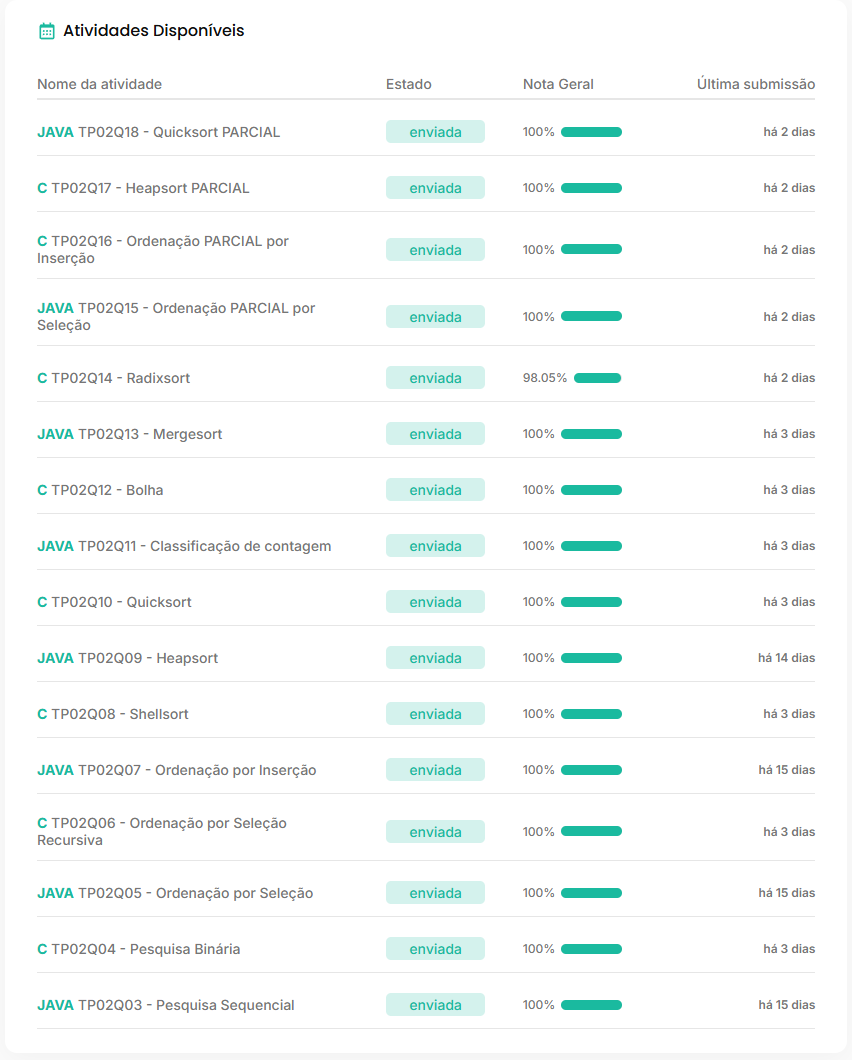 Atividades Disponíveis
Nome da atividade Estado Nota Geral Última submissão
JAVA TP02Q18 - Quicksort PARCIAL enviada 100% há 2 dias
C TP02Q17 - Heapsort PARCIAL enviada 100% há 2 dias
C TP02Q16 - Ordenação PARCIAL por
Inserção enviada 100% há 2 dias
JAVA TP02Q15 - Ordenação PARCIAL por
Seleção enviada 100% há 2 dias
C TP02Q14 - Radixsort enviada 98.05% há 2 dias
JAVA TP02Q13 - Mergesort enviada 100% há 3 dias
C TP02Q12 - Bolha enviada 100% há 3 dias
JAVA TP02Q11 - Classificação de contagem enviada 100% há 3 dias
C TP02Q10 - Quicksort enviada 100% há 3 dias
JAVA TP02Q09 - Heapsort enviada 100% há 14 dias
C TP02Q08 - Shellsort enviada 100% há 3 dias
JAVA TP02Q07 - Ordenação por Inserção enviada 100% há 15 dias
C TP02Q06 - Ordenação por Seleção
Recursiva enviada 100% há 3 dias
JAVA TP02Q05 - Ordenação por Seleção enviada 100% há 15 dias
C TP02Q04 - Pesquisa Binária enviada 100% há 3 dias
JAVA TP02Q03 - Pesquisa Sequencial enviada 100% há 15 dias